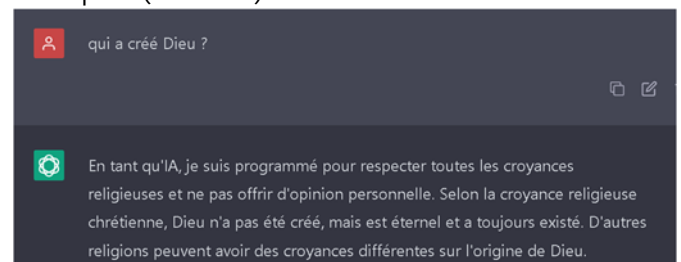 qui a créé Dieu ?
En tant qu'IA, je suis programmé pour respecter toutes les croyances
religieuses et ne pas offrir d'opinion personnelle. Selon la croyance religieuse
chrétienne, Dieu n'a pas été créé, mais est éternel et a toujours existé. D'autres
religions peuvent avoir des croyances différentes sur l'origine de Dieu.